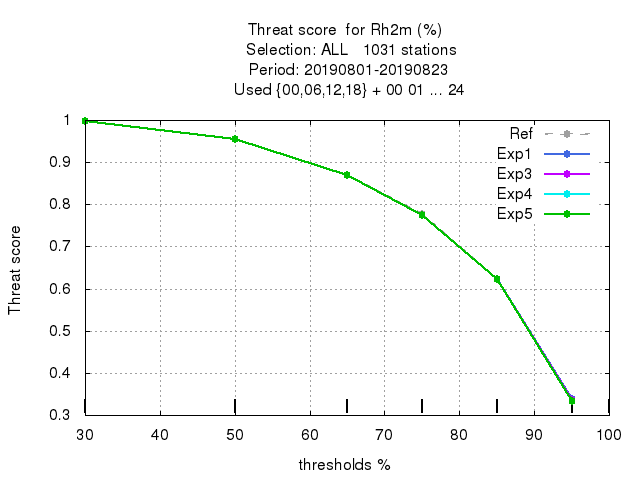 Threat score  for Rh2m (%)
Selection: ALL   1031 stations
Period: 20190801-20190823
Used {00,06,12,18} + 00 01 ... 24
Threat score
1
0.9
0.8
0.7
0.6
0.5
0.4
0.3
Ref
Exp1
Exp3
Exp4
Exp5
30 40 50 60 70 80 90 100
thresholds %